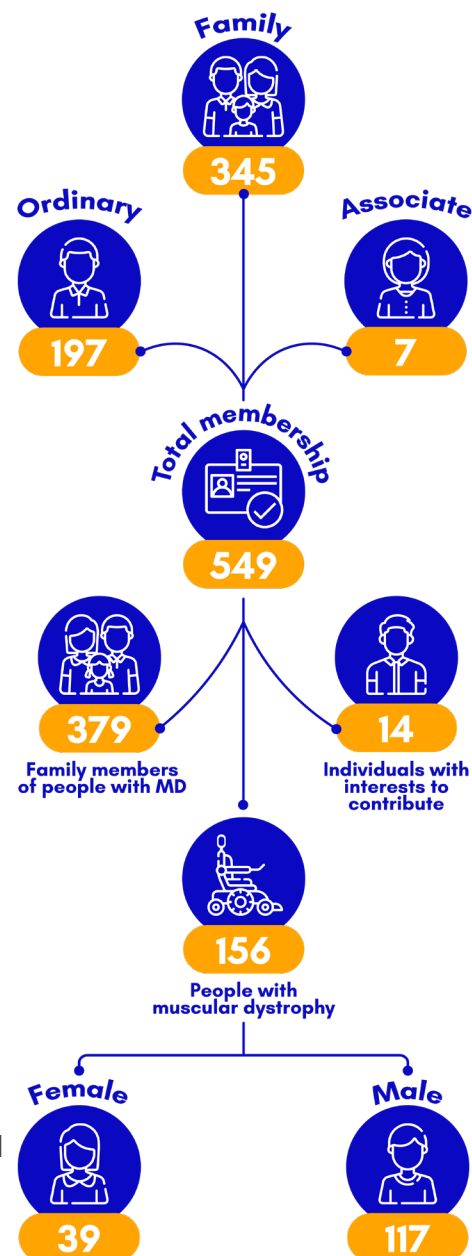 Family
345
Ordinary
197
Associate
7
Total membership
549
379
Family members
of people with MD
14
Individuals with
interests to
contribute
156
People with
muscular dystrophy
Female
39
Male
117